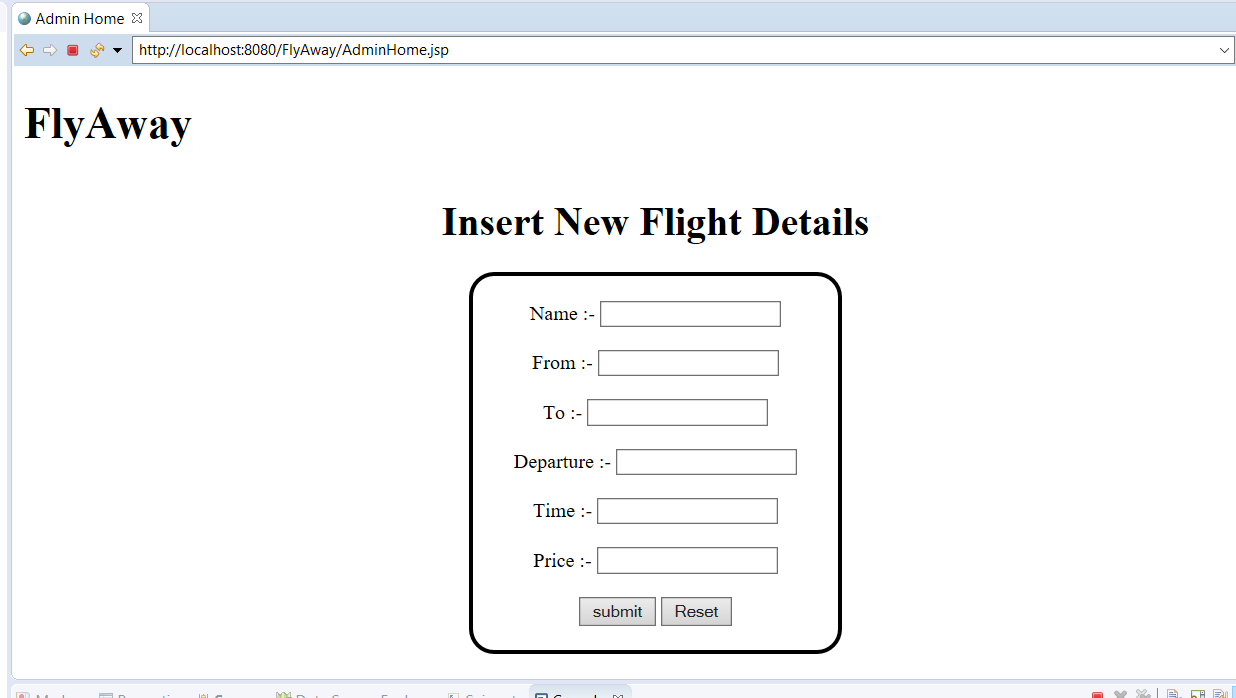 Admin Home
http://localhost:8080/FlyAway/AdminHome.jsp
FlyAway
Insert New Flight Details
Name :-
From :-
To :-
Departure :-
Time :-
Price :-
submit Reset